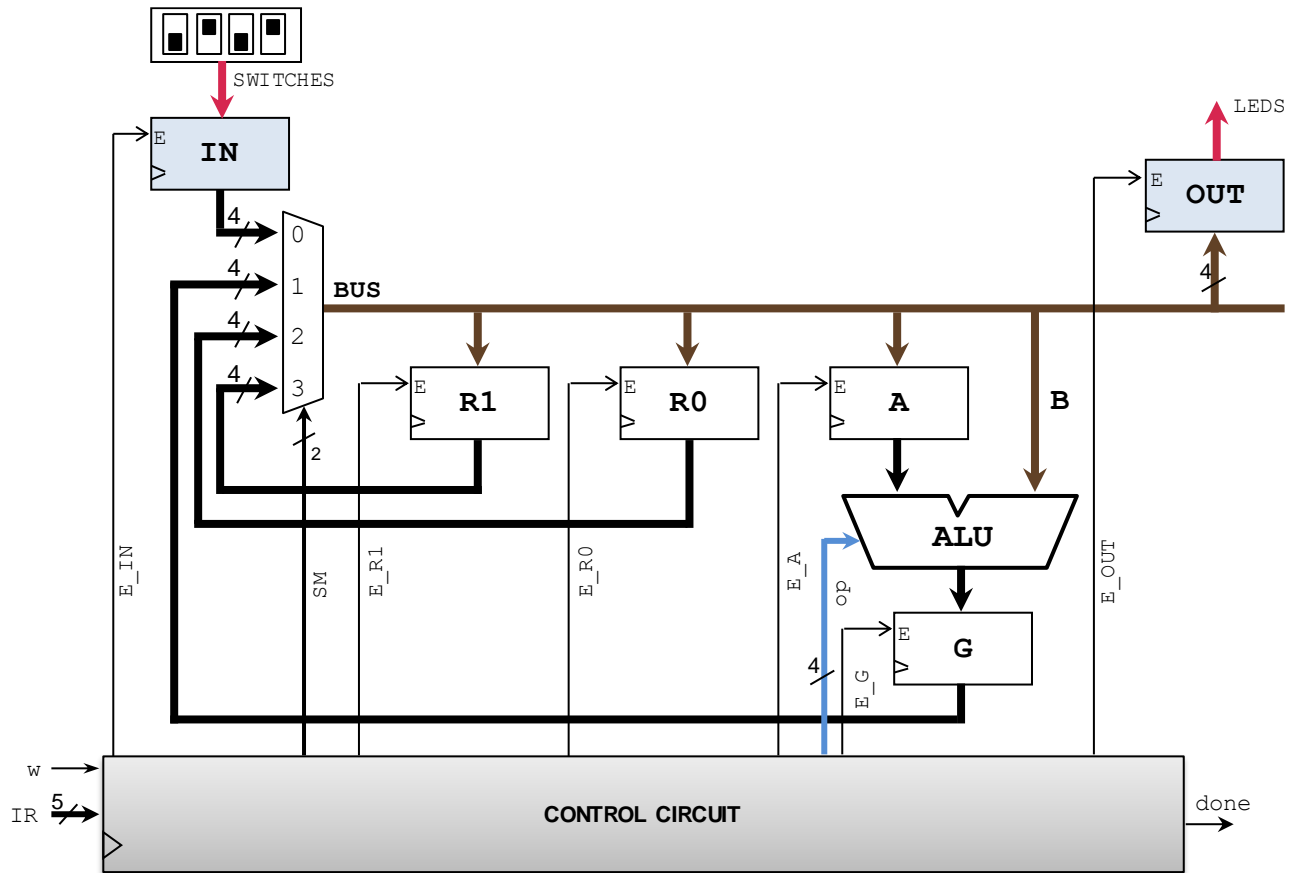 SWITCHES
LEDS
E
IN
E
OUT
4
0
4
4
1
BUS
4
2
4
3
E
R1
E
R0
E
A
B
2
ALU
E_IN
SM
E_R1
E_R0
E_A
op
E_OUT
E
G
4
E_G
w
IR
5
CONTROL CIRCUIT
done